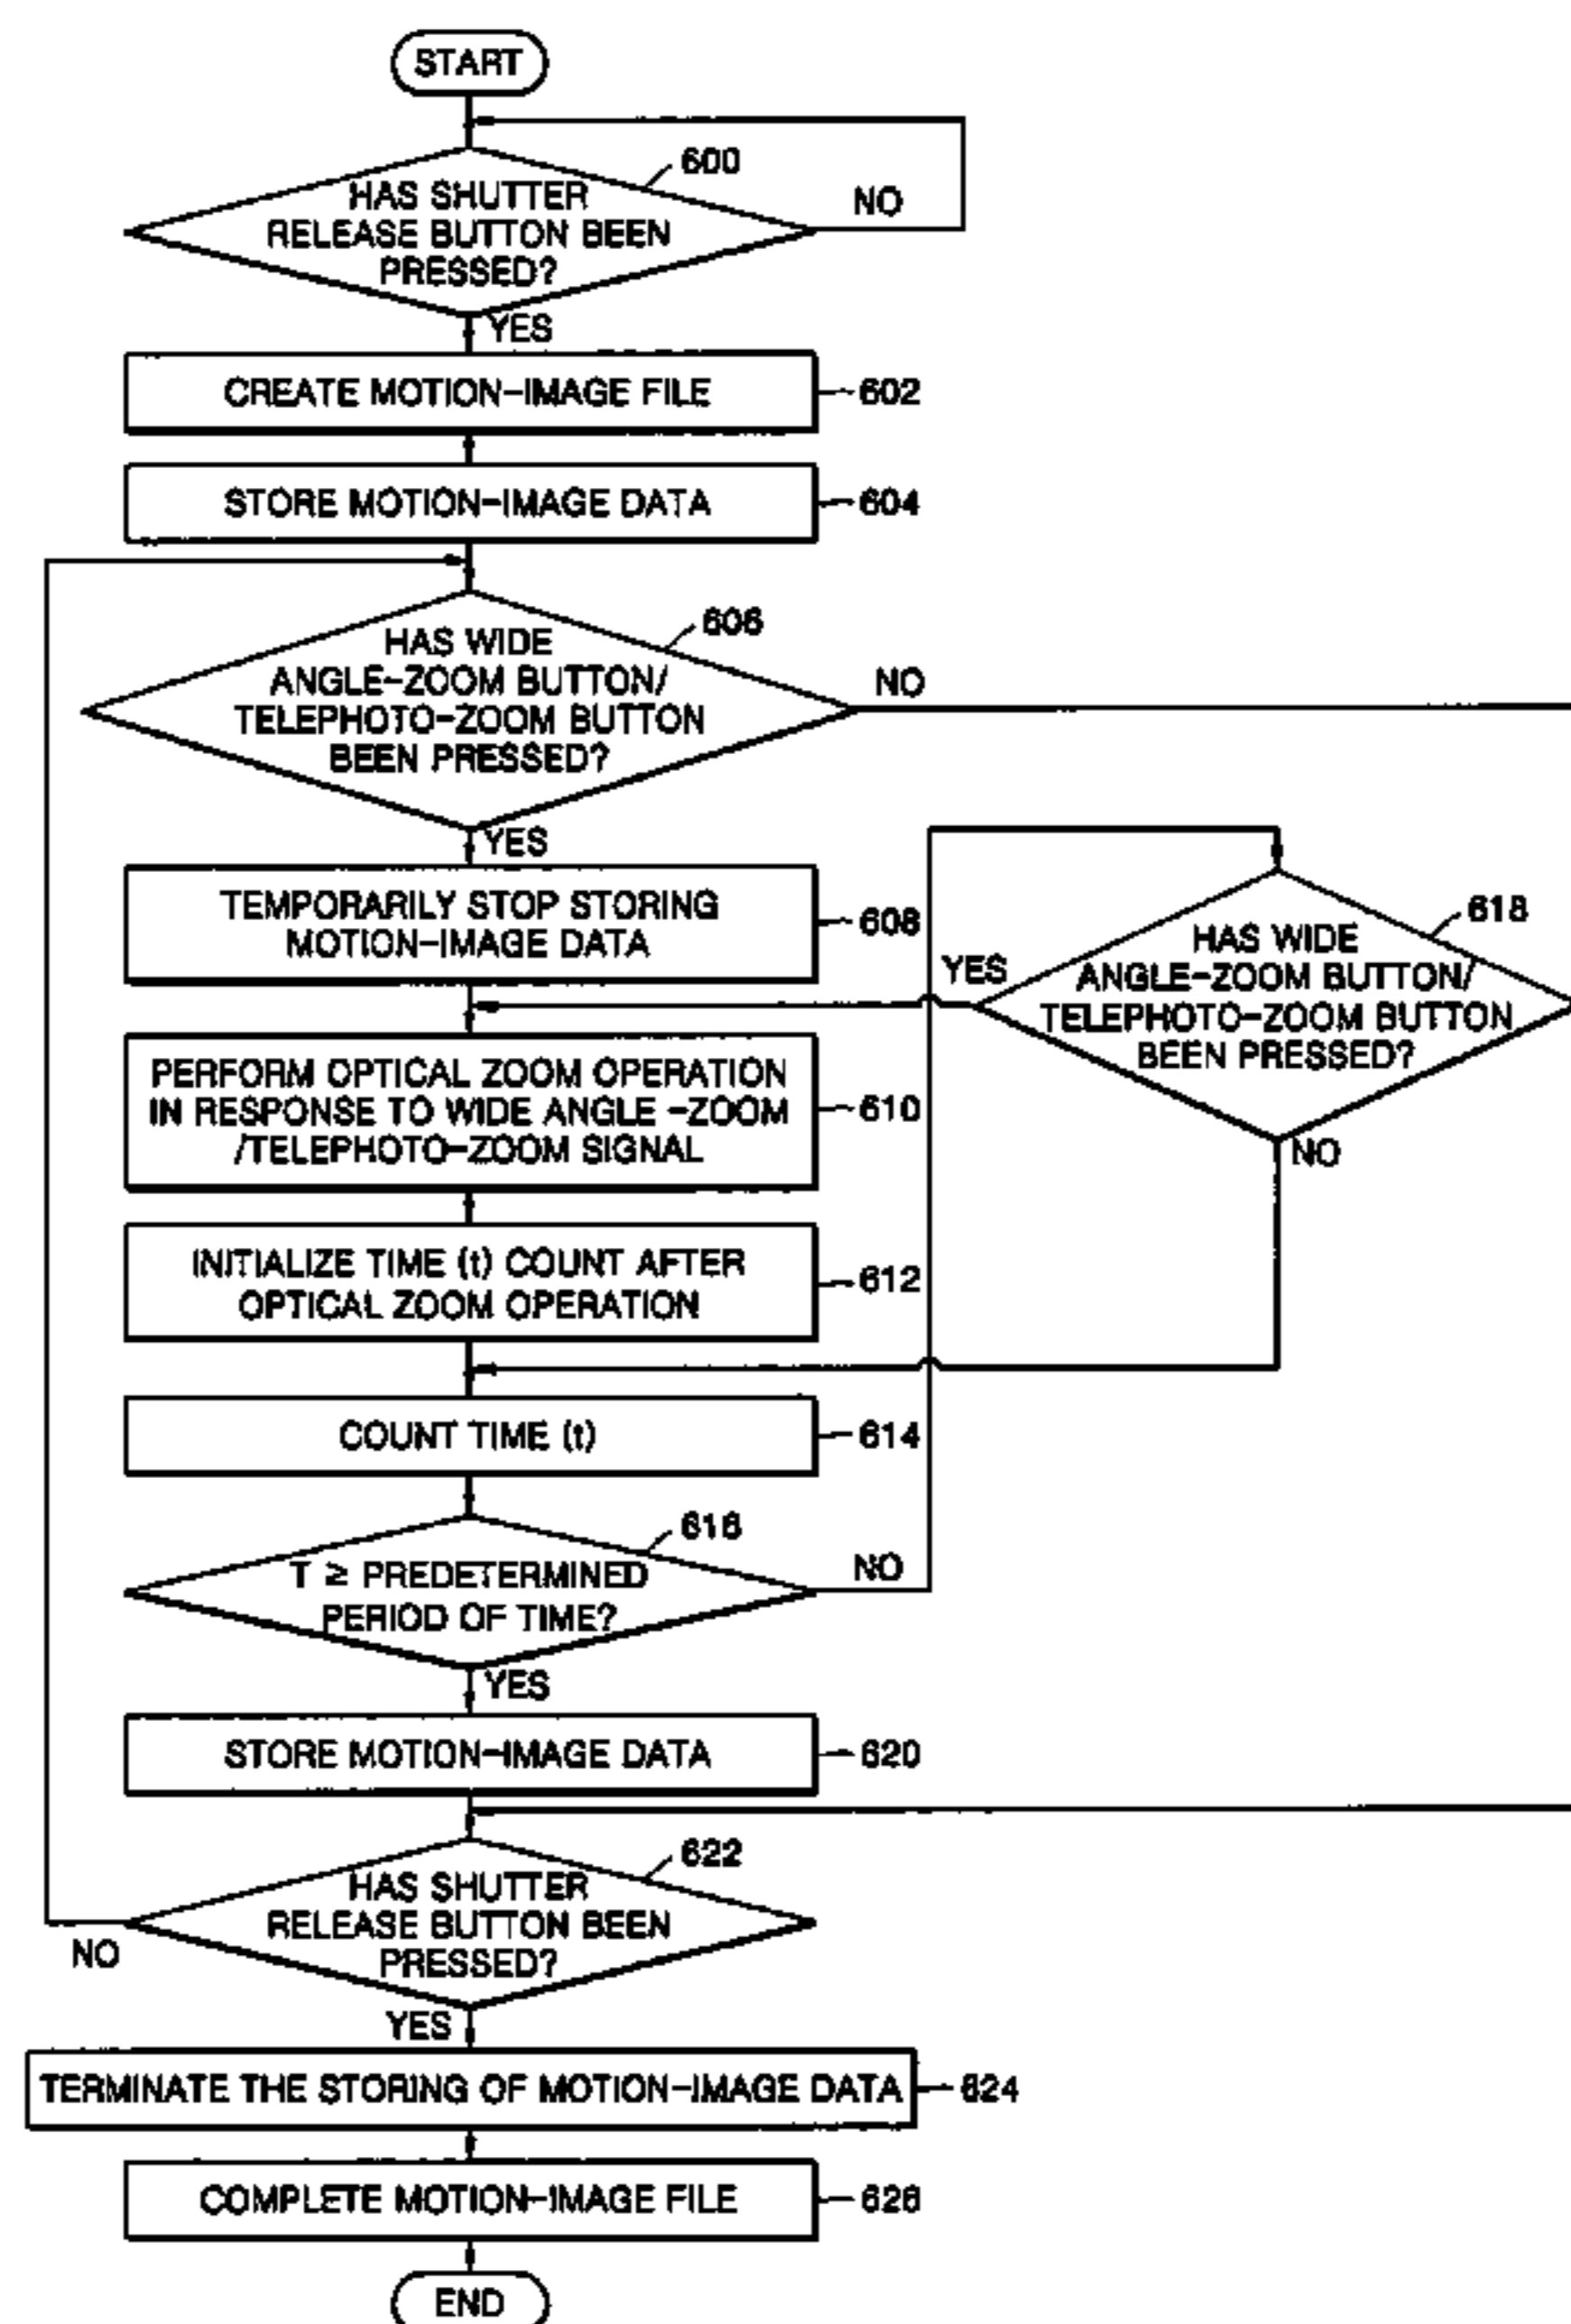 START
600
HAS SHUTTER
RELEASE BUTTON BEEN
PRESSED?
NO
YES
CREATE MOTION-IMAGE FILE
602
STORE MOTION-IMAGE DATA
604
606
HAS WIDE
ANGLE-ZOOM BUTTON/
TELEPHOTO-ZOOM BUTTON
BEEN PRESSED?
NO
YES
TEMPORARILY STOP STORING
MOTION-IMAGE DATA
608
618
HAS WIDE
ANGLE-ZOOM BUTTON/
TELEPHOTO-ZOOM BUTTON
BEEN PRESSED?
YES
NO
PERFORM OPTICAL ZOOM OPERATION
IN RESPONSE TO WIDE ANGLE -ZOOM
/TELEPHOTO-ZOOM SIGNAL
610
INITIALIZE TIME (t) COUNT AFTER
OPTICAL ZOOM OPERATION
612
COUNT TIME (t)
614
616
T ≥ PREDETERMINED
PERIOD OF TIME?
NO
YES
STORE MOTION-IMAGE DATA
620
622
HAS SHUTTER
RELEASE BUTTON BEEN
PRESSED?
NO
YES
TERMINATE THE STORING OF MOTION-IMAGE DATA
624
COMPLETE MOTION-IMAGE FILE
626
END